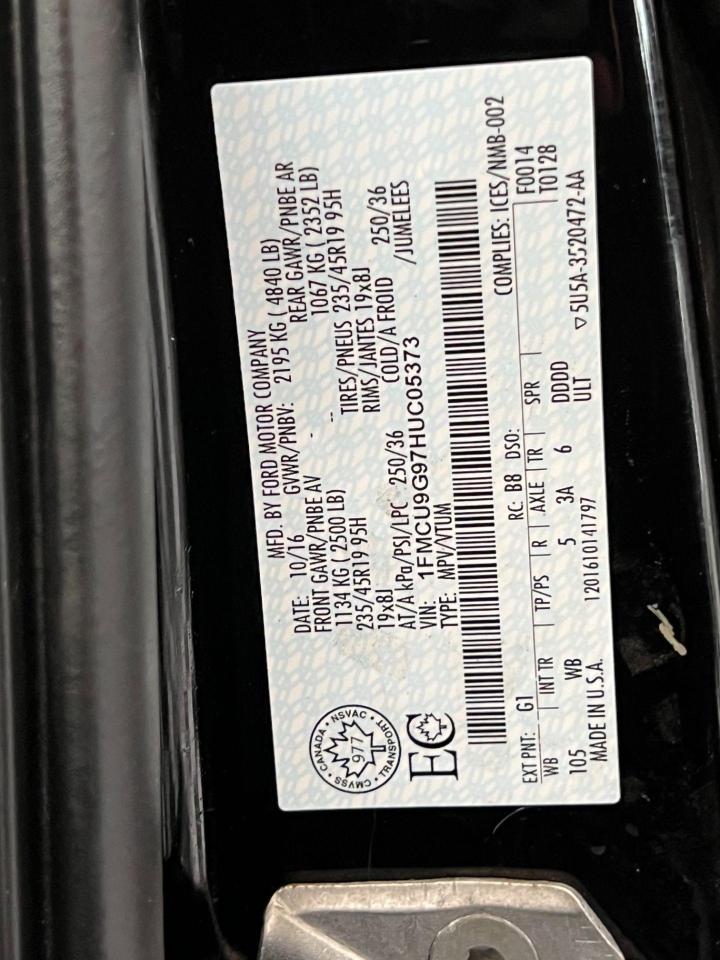 MFD. BY FORD MOTOR COMPANY
DATE: 10/16 GVWR/PNBV: 2195 KG ( 4840 LB)
FRONT GAWR/PNBE AV - REAR GAWR/PNBE AR
1134 KG ( 2500 LB) -- 1067 KG ( 2352 LB)
235/45R19 95H TIRES/PNEUS 235/45R19 95H
19x8J RIMS/JANTES 19x8J
AT/A kPa/PSI/LPC 250/36 COLD/A FROID 250/36
VIN: 1FMCU9G97HUC05373 /JUMELEES
TYPE: MPV/VTUM
CMVSS • CANADA • NSVAC • TRANSPORT •
977
EC
COMPLIES: ICES/NMB-002
EXT PNT: G1 RC: B8 DSO: F0014
WB INT TR TP/PS R AXLE TR SPR T0128
105 WB 5 3A 6 DDDD
MADE IN U.S.A. 1201610141797 ULT ▽5U5A-3520472-AA